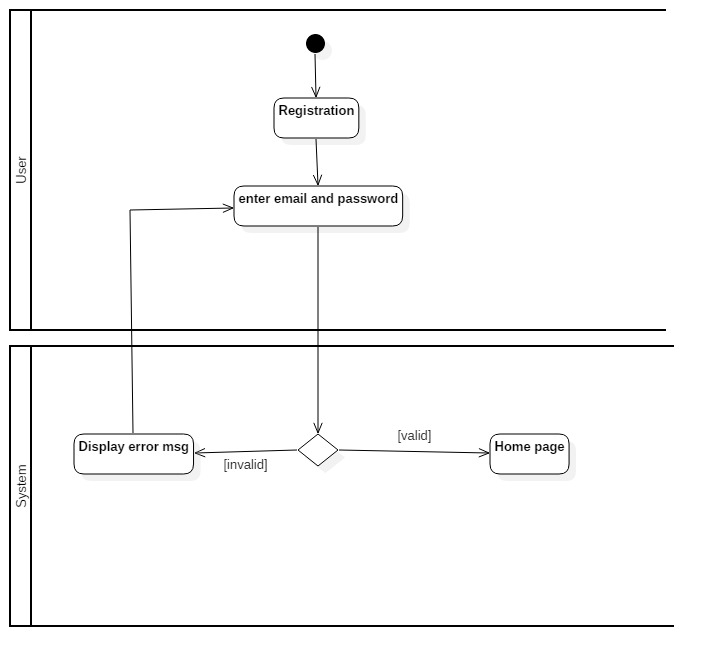 User
Registration
enter email and password
System
Display error msg
[invalid]
[valid]
Home page